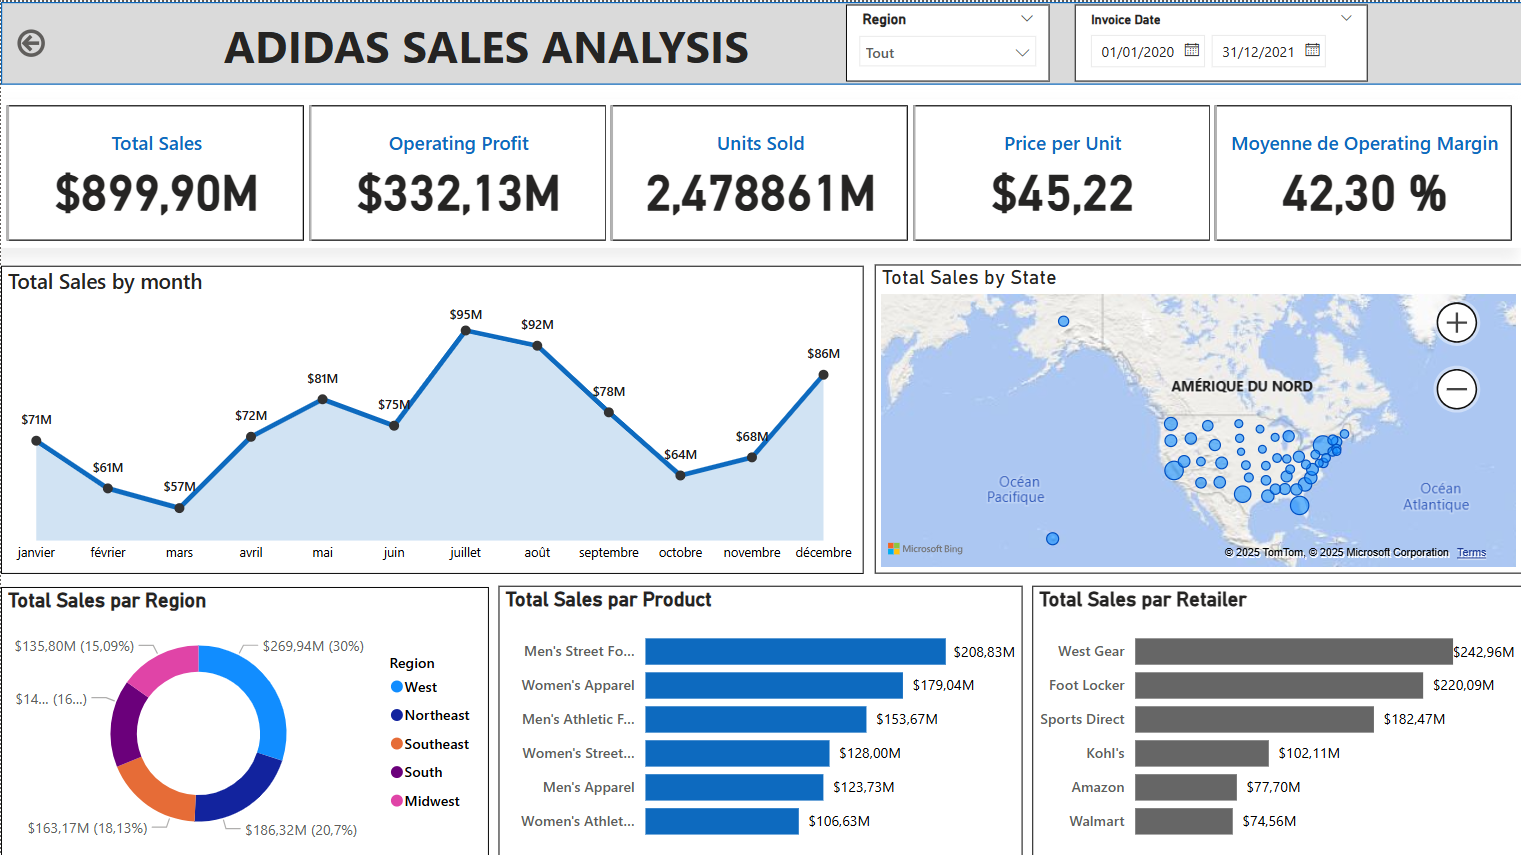 ADIDAS SALES ANALYSIS
Region
Tout
Invoice Date
01/01/2020
31/12/2021
Total Sales
$899,90M
Operating Profit
$332,13M
Units Sold
2,478861M
Price per Unit
$45,22
Moyenne de Operating Margin
42,30 %
Total Sales by month
$71M
$61M
$57M
$72M
$81M
$75M
$95M
$92M
$78M
$64M
$68M
$86M
janvier
février
mars
avril
mai
juin
juillet
août
septembre
octobre
novembre
décembre
Total Sales by State
AMÉRIQUE DU NORD
Océan
Pacifique
Océan
Atlantique
Microsoft Bing
© 2025 TomTom, © 2025 Microsoft Corporation Terms
Total Sales par Region
$135,80M (15,09%)
$269,94M (30%)
$14... (16...)
$163,17M (18,13%)
$186,32M (20,7%)
Region
West
Northeast
Southeast
South
Midwest
Total Sales par Product
Men's Street Fo... $208,83M
Women's Apparel $179,04M
Men's Athletic F... $153,67M
Women's Street... $128,00M
Men's Apparel $123,73M
Women's Athlet... $106,63M
Total Sales par Retailer
West Gear $242,96M
Foot Locker $220,09M
Sports Direct $182,47M
Kohl's $102,11M
Amazon $77,70M
Walmart $74,56M